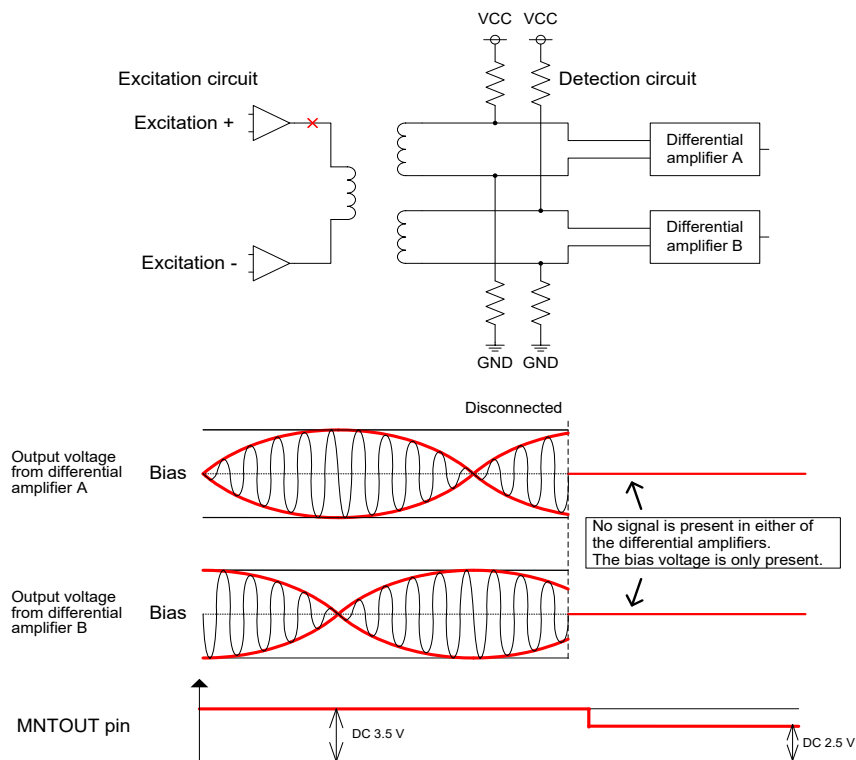 VCC VCC
Excitation circuit
Detection circuit
Excitation +
Differential
amplifier A
Differential
amplifier B
Excitation -
GND GND
Disconnected
Output voltage
from differential
amplifier A
Bias
No signal is present in either of
the differential amplifiers.
The bias voltage is only present.
Output voltage
from differential
amplifier B
Bias
MNTOUT pin
DC 3.5 V
DC 2.5 V